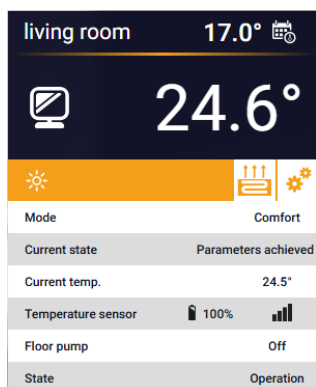 living room 17.0°
24.6°
Mode Comfort
Current state Parameters achieved
Current temp. 24.5°
Temperature sensor 100%
Floor pump Off
State Operation